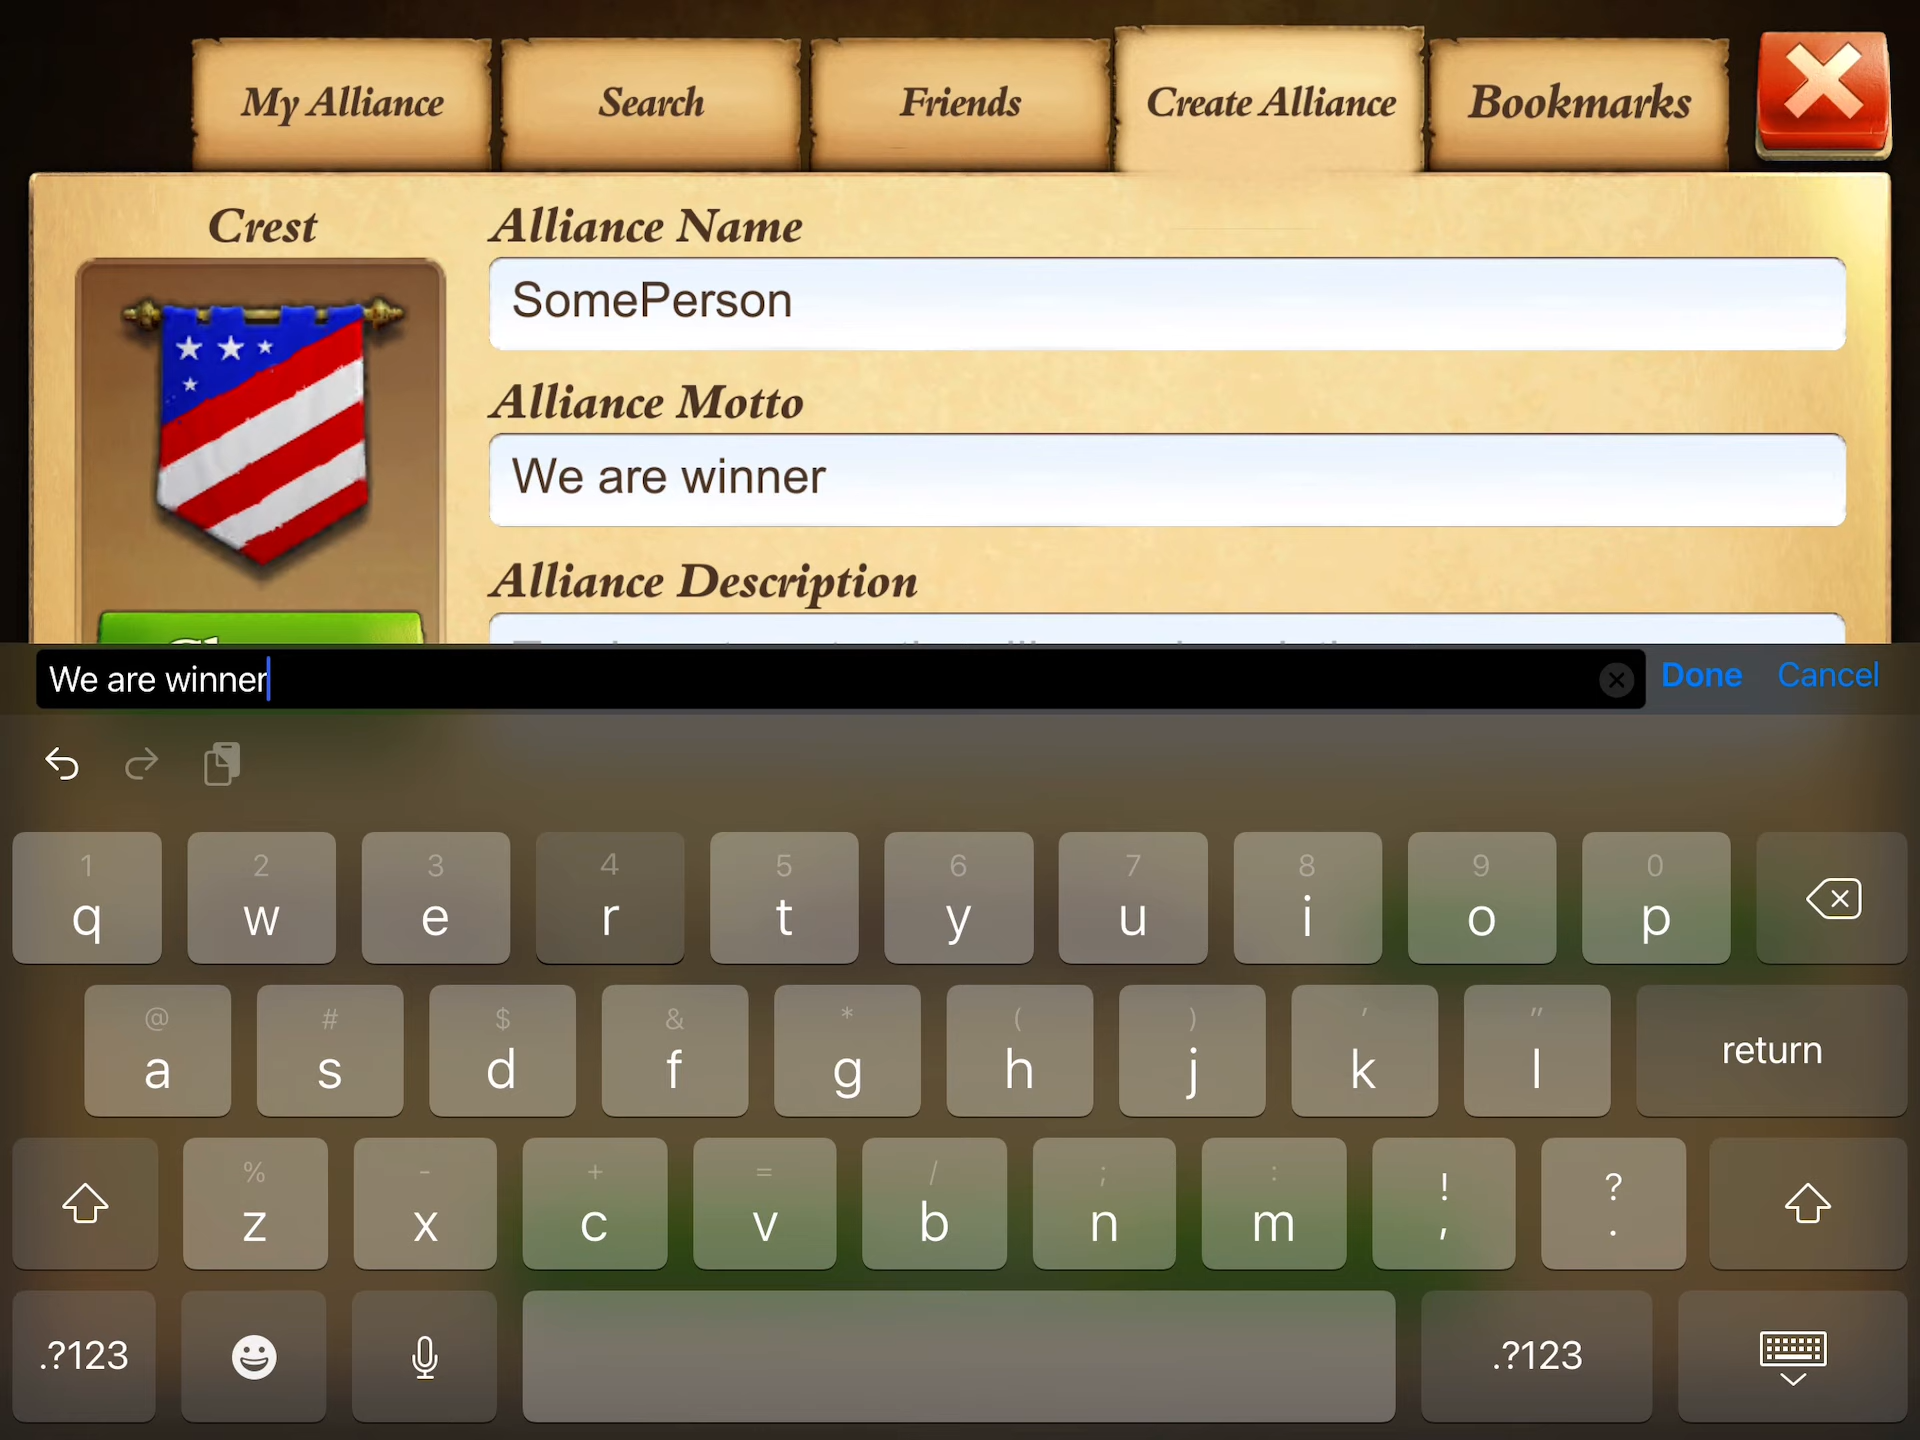 My Alliance
Search
Friends
Create Alliance
Bookmarks
Crest
Alliance Name
SomePerson
Alliance Motto
We are winner
Alliance Description
We are winner
Done
Cancel
1 2 3 4 5 6 7 8 9 0
q w e r t y u i o p
@ # $ & * ( ) ' "
a s d f g h j k l
return
% - + = / ; : ! ?
z x c v b n m , .
.?123
.?123